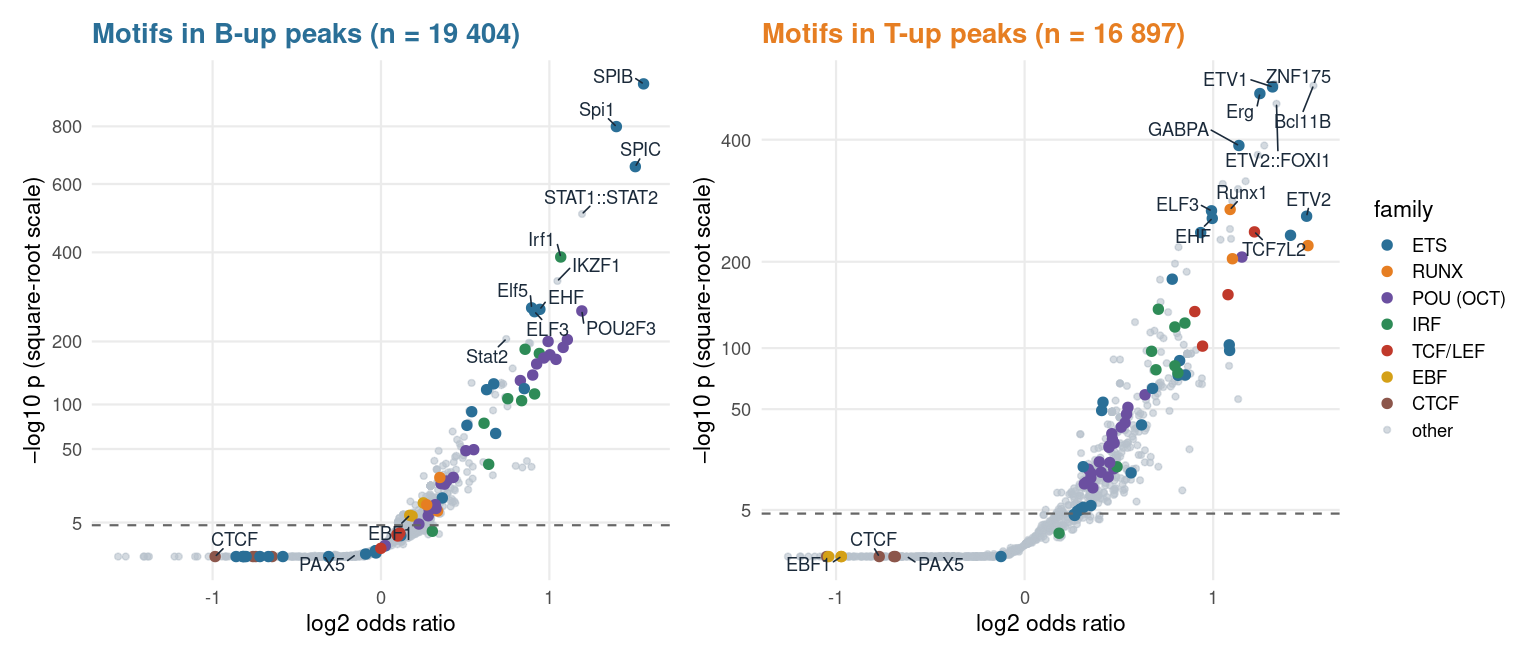 Motifs in B-up peaks (n = 19 404)
−log10 p (square-root scale)
800
600
400
200
100
50
5
SPIB
Spi1
SPIC
STAT1::STAT2
Irf1
IKZF1
Elf5
EHF
ELF3
POU2F3
Stat2
EBF1
CTCF
PAX5
-1
0
1
log2 odds ratio
Motifs in T-up peaks (n = 16 897)
−log10 p (square-root scale)
400
200
100
50
5
ETV1
ZNF175
Erg
Bcl11B
GABPA
ETV2::FOXI1
Runx1
ELF3
ETV2
EHF
TCF7L2
CTCF
EBF1
PAX5
-1
0
1
log2 odds ratio
family
ETS
RUNX
POU (OCT)
IRF
TCF/LEF
EBF
CTCF
other